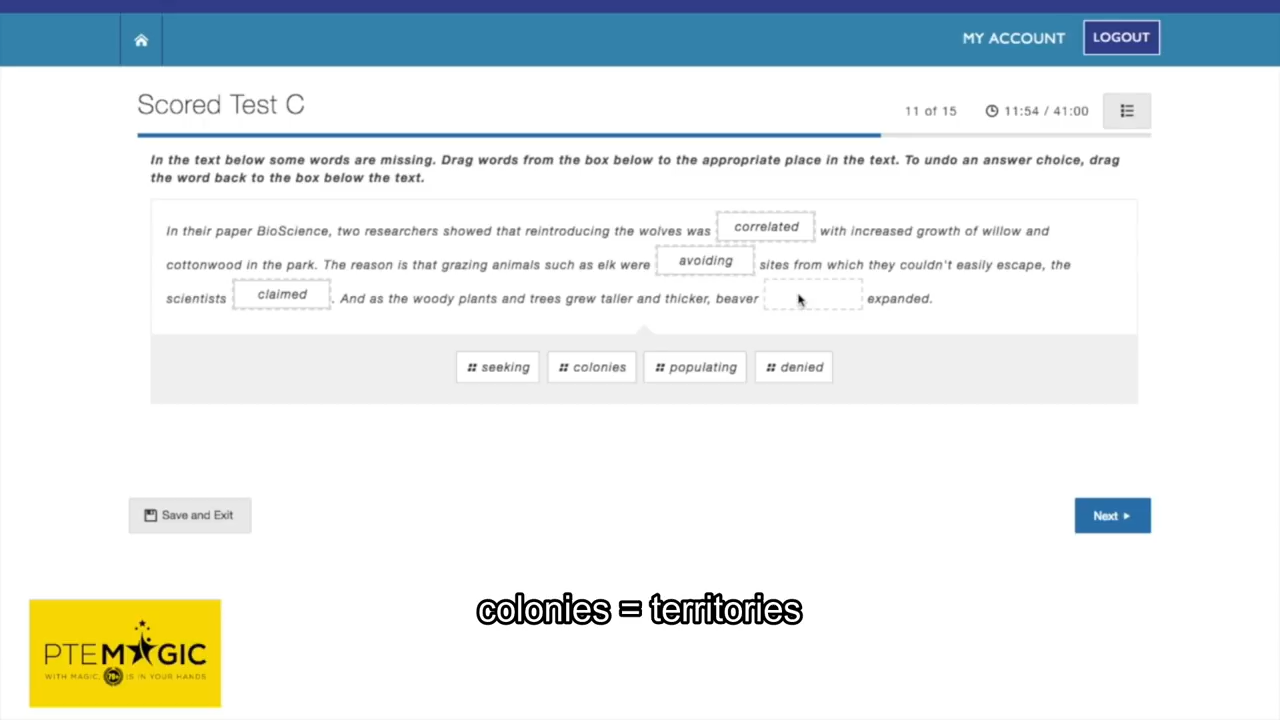 MY ACCOUNT LOGOUT
Scored Test C 11 of 15 11:54 / 41:00
In the text below some words are missing. Drag words from the box below to the appropriate place in the text. To undo an answer choice, drag
the word back to the box below the text.
In their paper BioScience, two researchers showed that reintroducing the wolves was correlated with increased growth of willow and
cottonwood in the park. The reason is that grazing animals such as elk were avoiding sites from which they couldn't easily escape, the
scientists claimed . And as the woody plants and trees grew taller and thicker, beaver expanded.
seeking colonies populating denied
Save and Exit Next
colonies = territories
PTEMAGIC
WITH MAGIC, 79+ IS IN YOUR HANDS